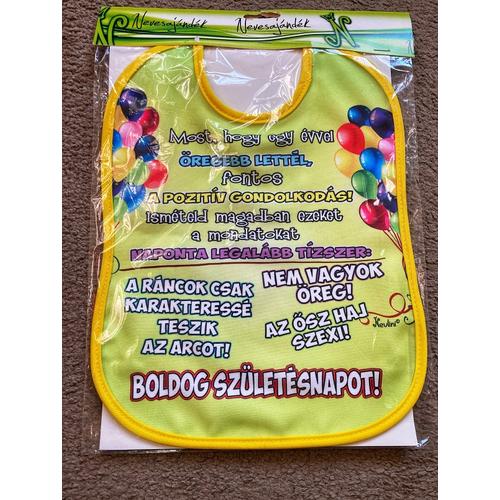 Nevesajándék Nevesajándék
Most, hogy egy évvel
ÖREGEBB LETTÉL,
fontos
A POZITÍV GONDOLKODÁS!
Ismételd magadban ezeket
a mondatokat
NAPONTA LEGALÁBB TÍZSZER:
A RÁNCOK CSAK
KARAKTERESSÉ
TESZIK
AZ ARCOT!
NEM VAGYOK
ÖREG!
AZ ŐSZ HAJ
SZEXI!
BOLDOG SZÜLETÉSNAPOT!